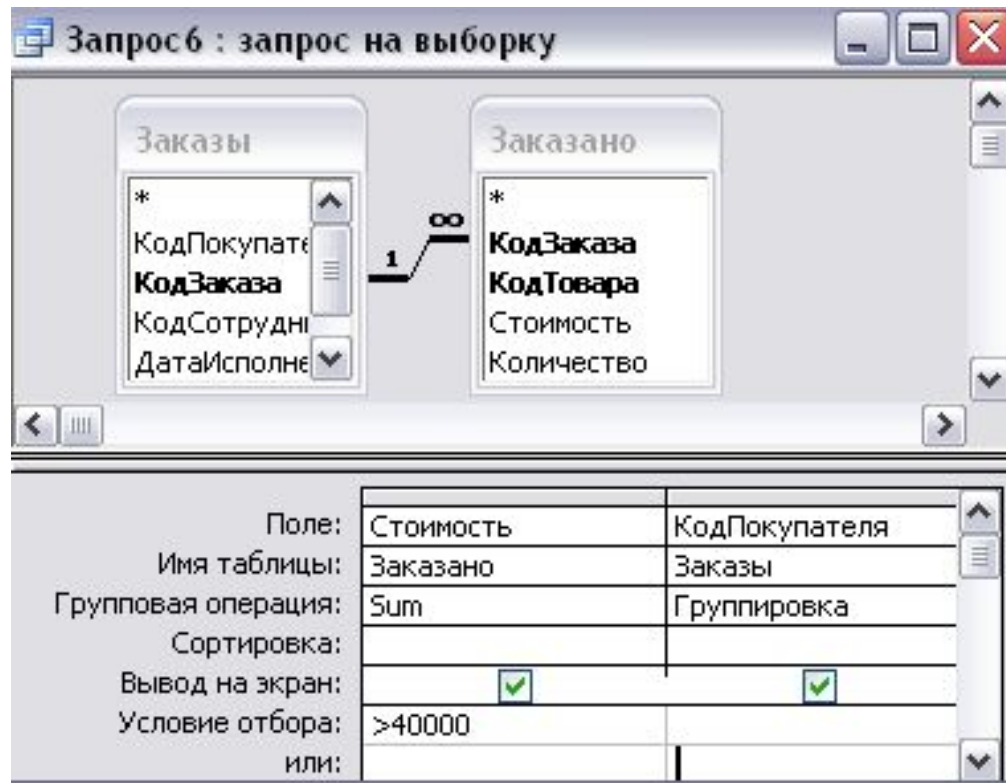 Запрос6 : запрос на выборку
Заказы
*
КодПокупате
КодЗаказа
КодСотрудн
ДатаИсполне
1
∞
Заказано
*
КодЗаказа
КодТовара
Стоимость
Количество
Поле: Стоимость КодПокупателя
Имя таблицы: Заказано Заказы
Групповая операция: Sum Группировка
Сортировка:
Вывод на экран:
Условие отбора: >40000
или: